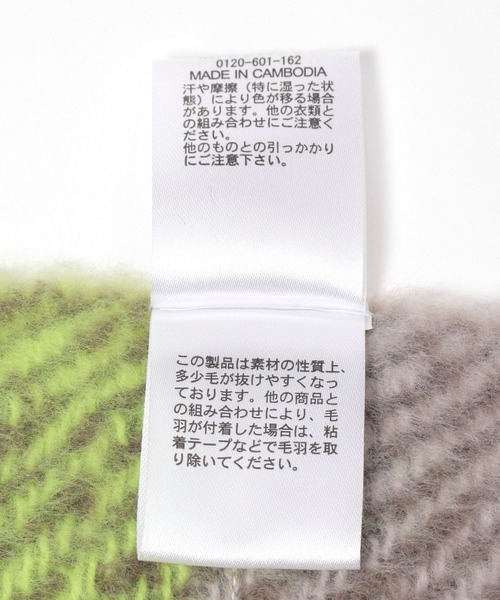 0120-601-162
MADE IN CAMBODIA
汗や摩擦（特に湿った状
態）により色が移る場合
があります。他の衣類と
の組み合わせにご注意く
ださい。
他のものとの引っかかり
にご注意下さい。
この製品は素材の性質上、
多少毛が抜けやすくなっ
ております。他の商品と
の組み合わせにより、毛
羽が付着した場合は、粘
着テープなどで毛羽を取
り除いてください。